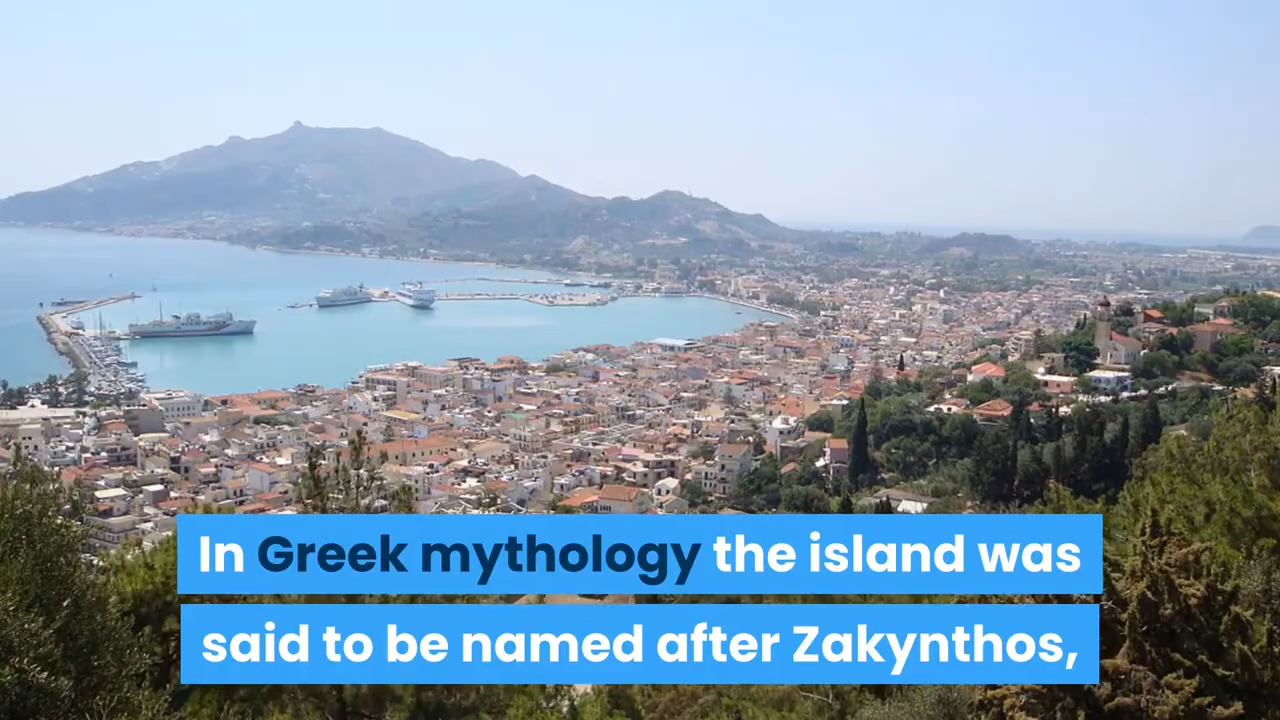 In Greek mythology the island was
said to be named after Zakynthos,